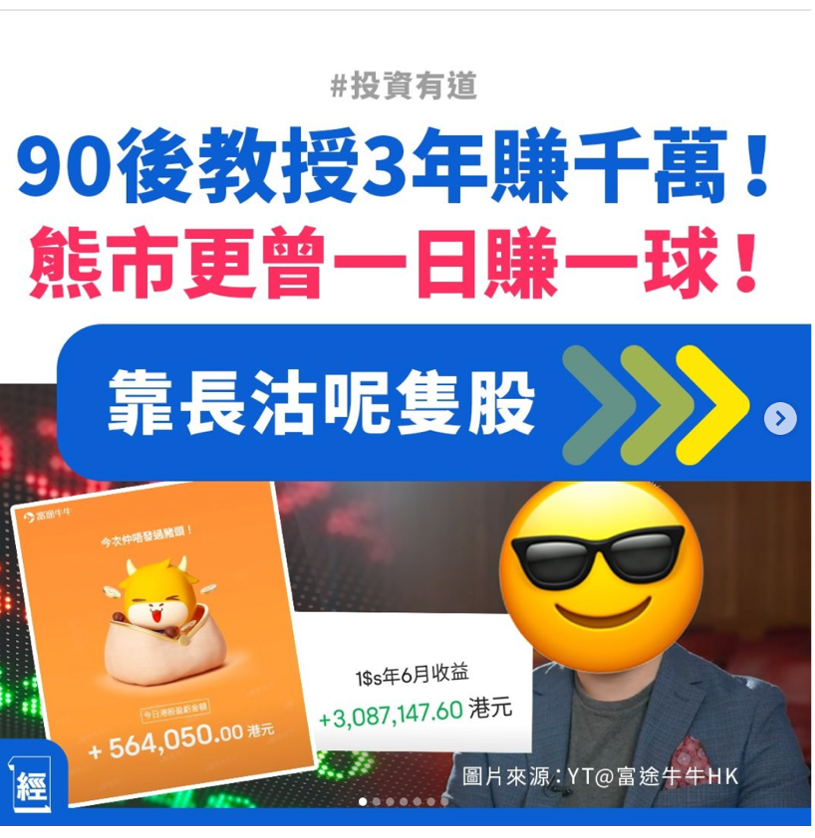 #投資有道
90後教授3年賺千萬！
熊市更曾一日賺一球！
靠長沽呢隻股
富途牛牛
今次仲唔發過豬頭！
今日港股盈虧金額
+ 564,050.00 港元
1$s年6月收益
+3,087,147.60 港元
圖片來源：YT@富途牛牛HK
經